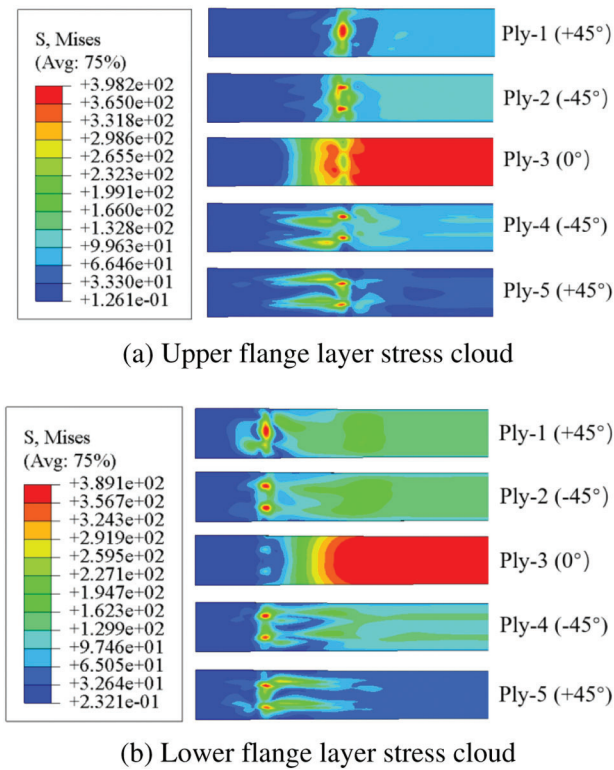 S, Mises
(Avg: 75%)
+3.982e+02
+3.650e+02
+3.318e+02
+2.986e+02
+2.655e+02
+2.323e+02
+1.991e+02
+1.660e+02
+1.328e+02
+9.963e+01
+6.646e+01
+3.330e+01
+1.261e-01
Ply-1 (+45°)
Ply-2 (-45°)
Ply-3 (0°)
Ply-4 (-45°)
Ply-5 (+45°)
(a) Upper flange layer stress cloud
S, Mises
(Avg: 75%)
+3.891e+02
+3.567e+02
+3.243e+02
+2.919e+02
+2.595e+02
+2.271e+02
+1.947e+02
+1.623e+02
+1.299e+02
+9.746e+01
+6.505e+01
+3.264e+01
+2.321e-01
Ply-1 (+45°)
Ply-2 (-45°)
Ply-3 (0°)
Ply-4 (-45°)
Ply-5 (+45°)
(b) Lower flange layer stress cloud